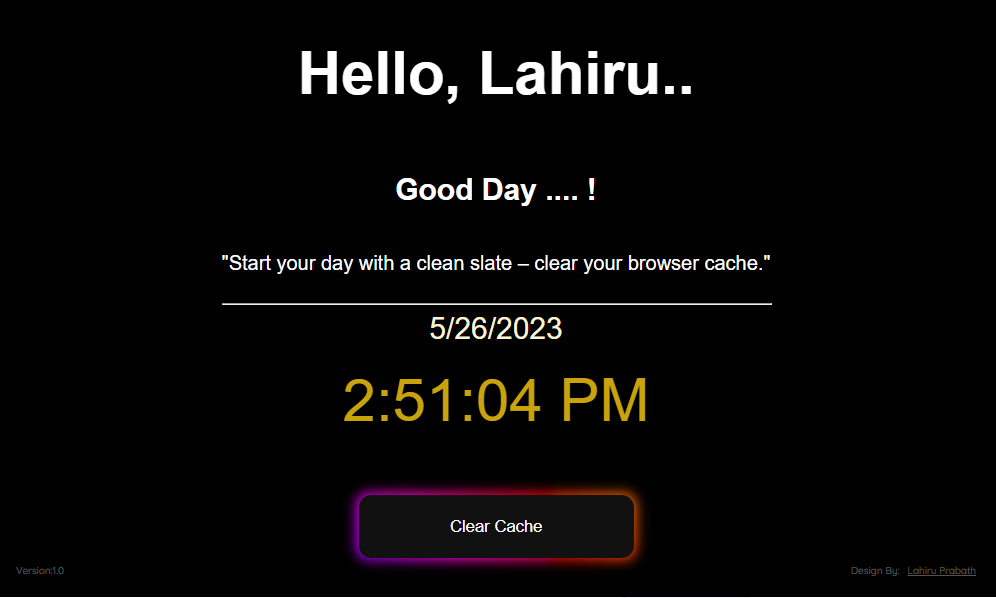 Hello, Lahiru..
Good Day .... !
"Start your day with a clean slate – clear your browser cache."
5/26/2023
2:51:04 PM
Clear Cache
Version:1.0
Design By: Lahiru Prabath